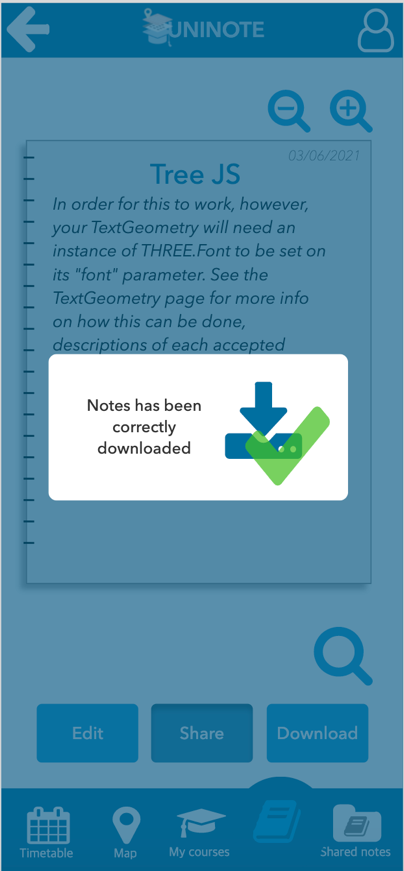 UNINOTE
03/06/2021
Tree JS
In order for this to work, however,
your TextGeometry will need an
instance of THREE.Font to be set on
its "font" parameter. See the
TextGeometry page for more info
on how this can be done,
descriptions of each accepted
Notes has been
correctly
downloaded
Edit Share Download
Timetable Map My courses Shared notes